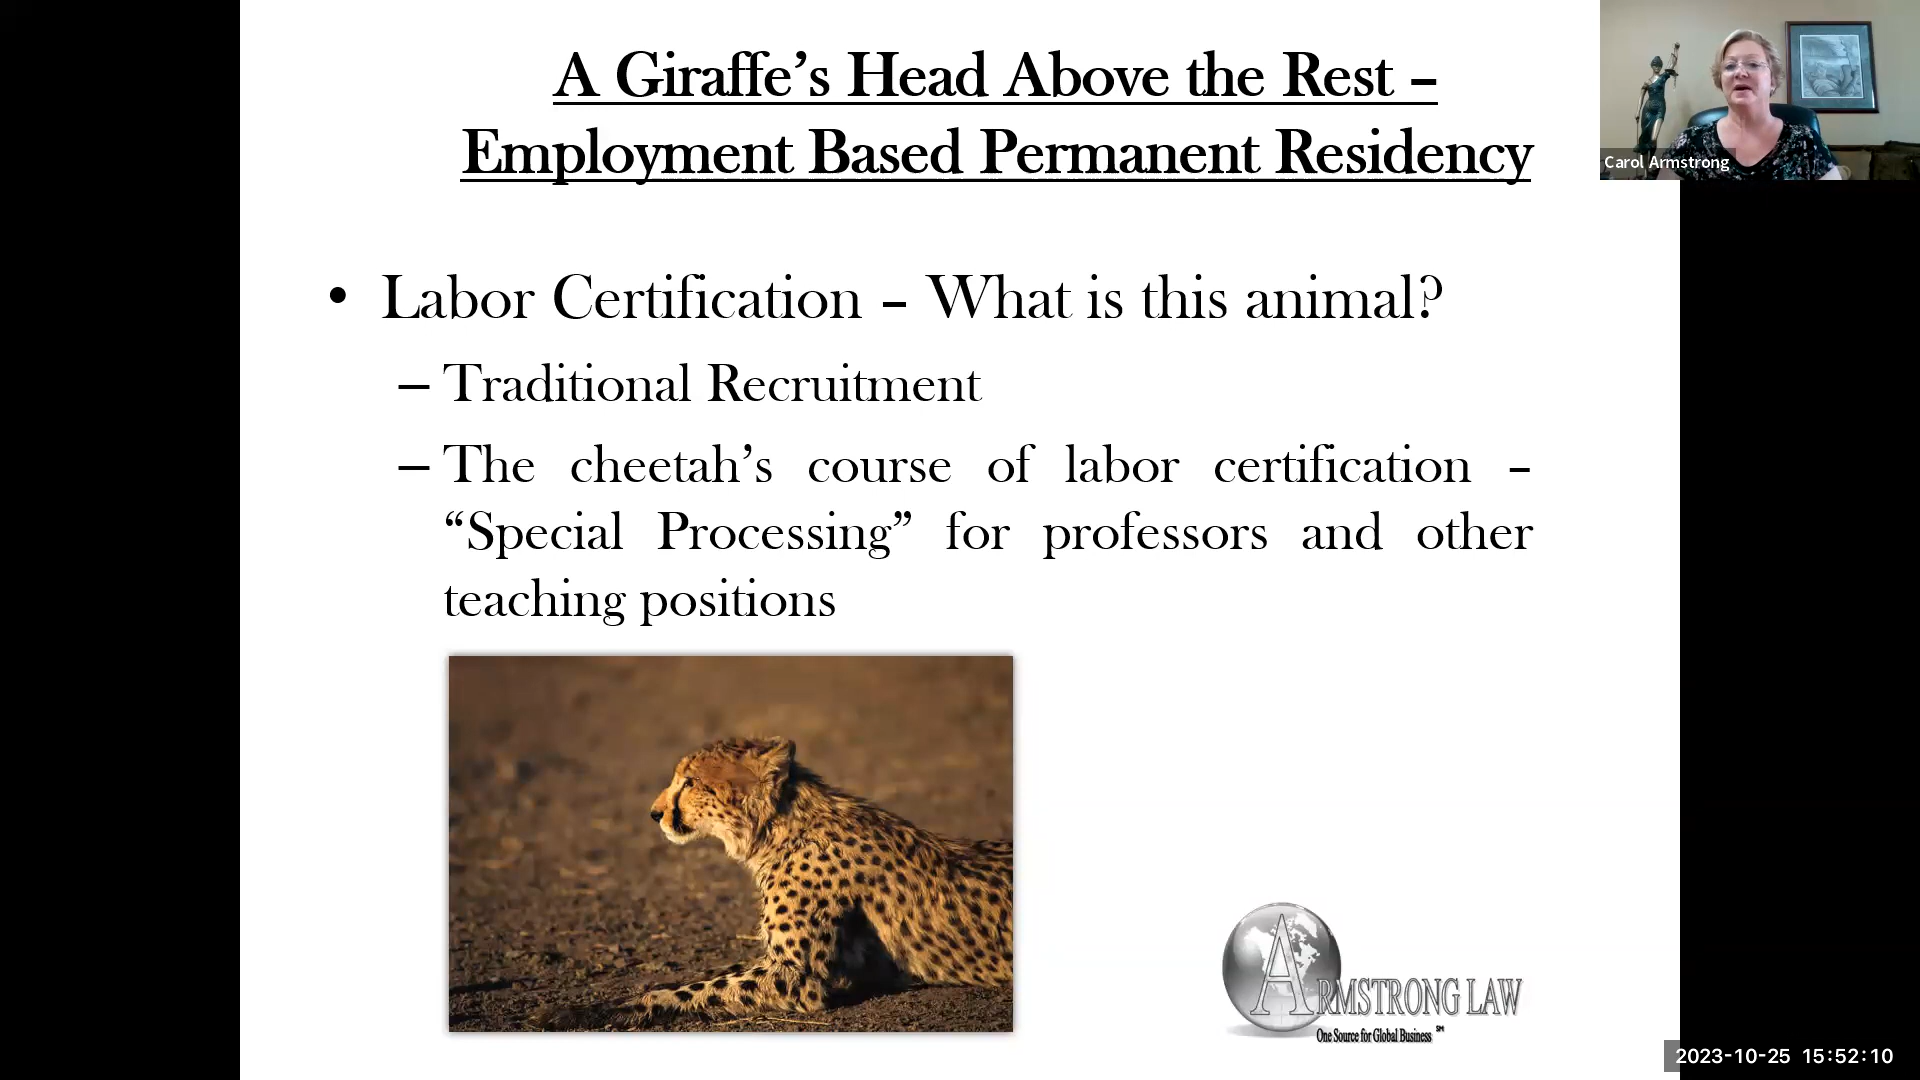 A Giraffe’s Head Above the Rest –
Employment Based Permanent Residency
Carol Armstrong
• Labor Certification – What is this animal?
– Traditional Recruitment
– The cheetah’s course of labor certification –
“Special Processing” for professors and other
teaching positions
ARMSTRONG LAW
One Source for Global Business SM
2023-10-25 15:52:10